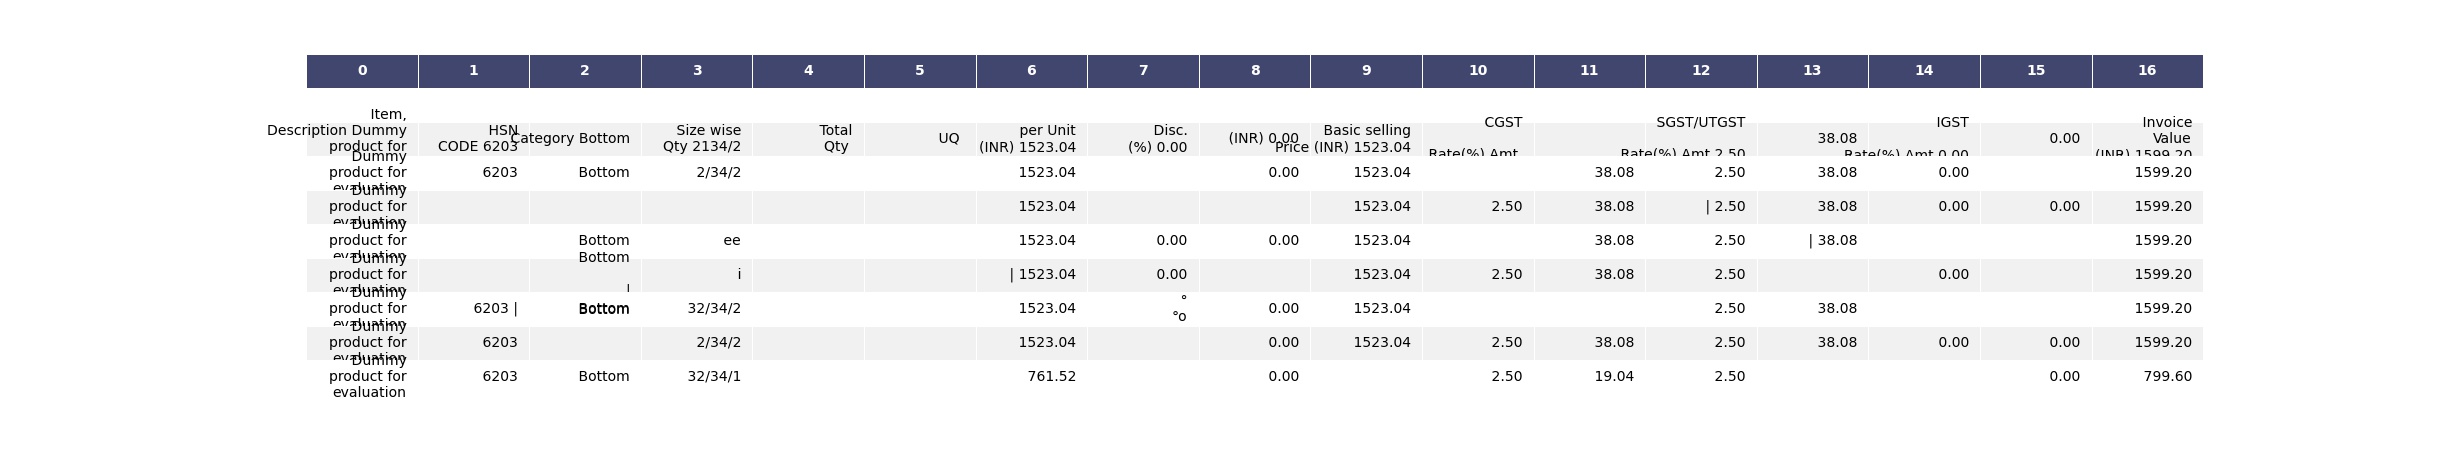 0 1 2 3 4 5 6 7 8 9 10 11 12 13 14 15 16
Item, Description Dummy product for HSN CODE 6203 Category Bottom Size wise Qty 2134/2 Total Qty UQ per Unit (INR) 1523.04 Disc. (%) 0.00 (INR) 0.00 Basic selling Price (INR) 1523.04 CGST Rate(%) Amt SGST/UTGST Rate(%) Amt 2.50 38.08 IGST Rate(%) Amt 0.00 0.00 Invoice Value (INR) 1599.20
Dummy product for evaluation 6203 Bottom 2/34/2 1523.04 0.00 1523.04 38.08 2.50 38.08 0.00 1599.20
Dummy product for evaluation 1523.04 1523.04 2.50 38.08 | 2.50 38.08 0.00 0.00 1599.20
Dummy product for evaluation Bottom ee 1523.04 0.00 0.00 1523.04 38.08 2.50 | 38.08 1599.20
Dummy product for evaluation Bottom | i | 1523.04 0.00 1523.04 2.50 38.08 2.50 0.00 1599.20
Dummy product for evaluation 6203 | Bottom 32/34/2 1523.04 ° °o 0.00 1523.04 2.50 38.08 1599.20
Dummy product for evaluation 6203 2/34/2 1523.04 0.00 1523.04 2.50 38.08 2.50 38.08 0.00 0.00 1599.20
Dummy product for evaluation 6203 Bottom 32/34/1 761.52 0.00 2.50 19.04 2.50 0.00 799.60